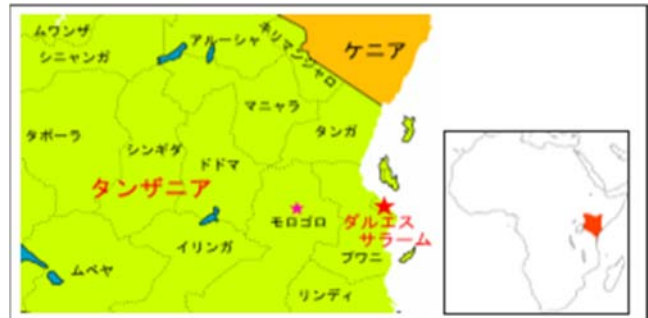 ムワンザ
シニャンガ
アルーシャ
キリマンジャロ
ケニア
マニャラ
タボーラ
シンギダ
ドドマ
タンガ
タンザニア
モロゴロ
ダルエス
サラーム
イリンガ
プワニ
ムベヤ
リンディ